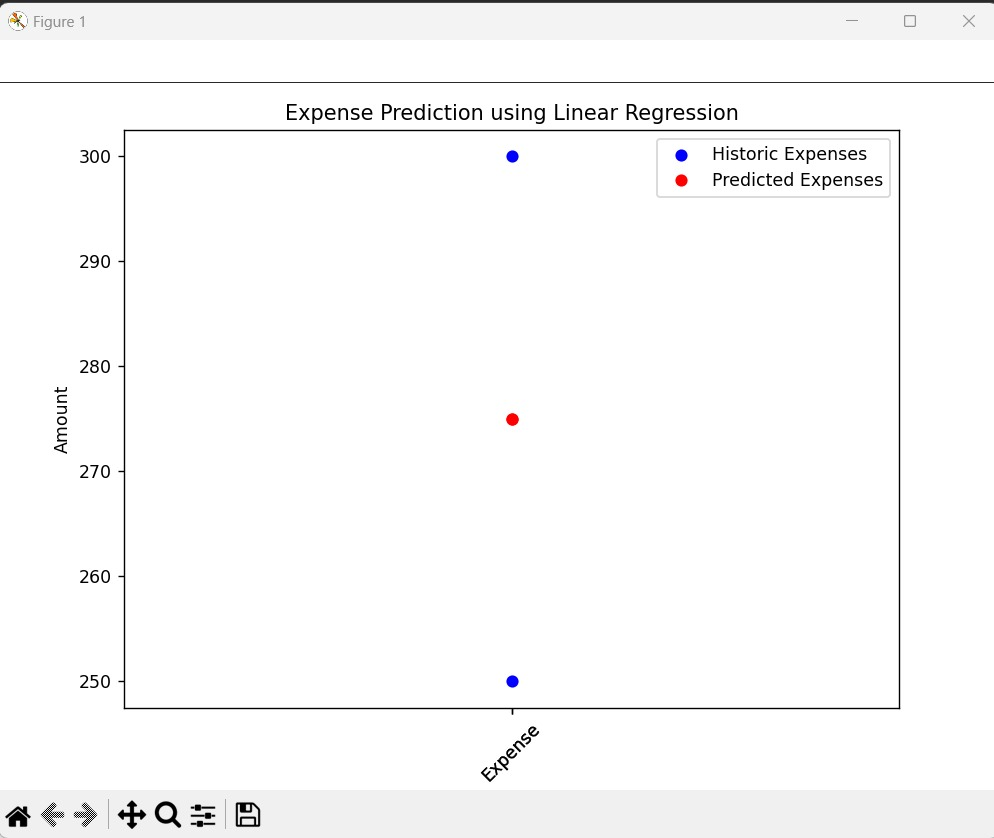 Figure 1
Expense Prediction using Linear Regression
Historic Expenses
Predicted Expenses
300
290
280
270
260
250
Amount
Expense